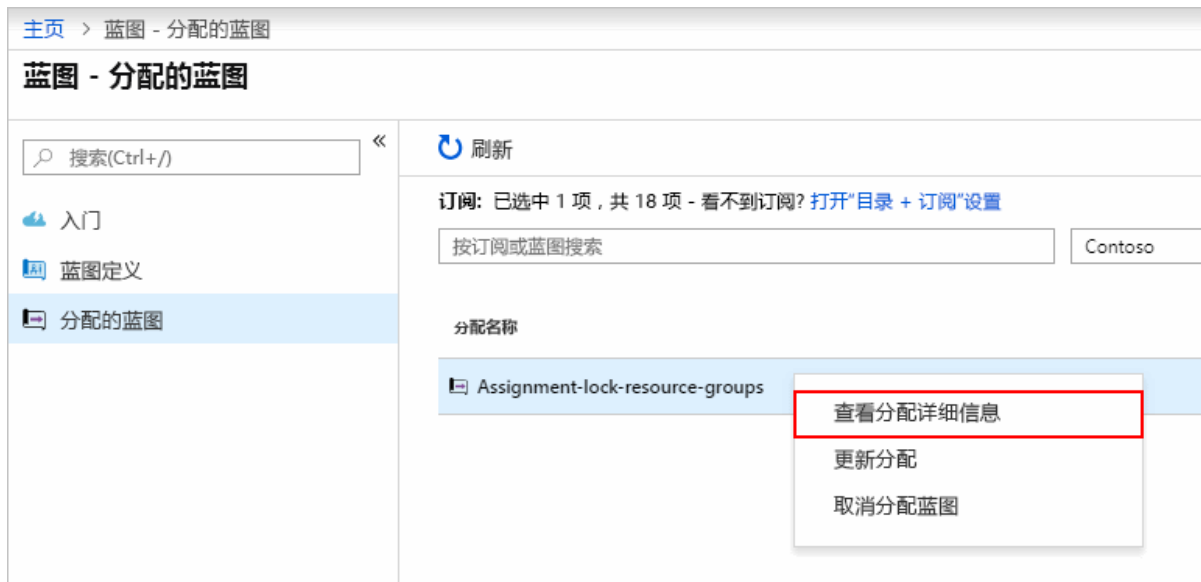 主页 > 蓝图 - 分配的蓝图
蓝图 - 分配的蓝图
搜索(Ctrl+/)
«
入门
蓝图定义
分配的蓝图
刷新
订阅: 已选中 1 项，共 18 项 - 看不到订阅? 打开“目录 + 订阅”设置
按订阅或蓝图搜索
Contoso
分配名称
Assignment-lock-resource-groups
查看分配详细信息
更新分配
取消分配蓝图